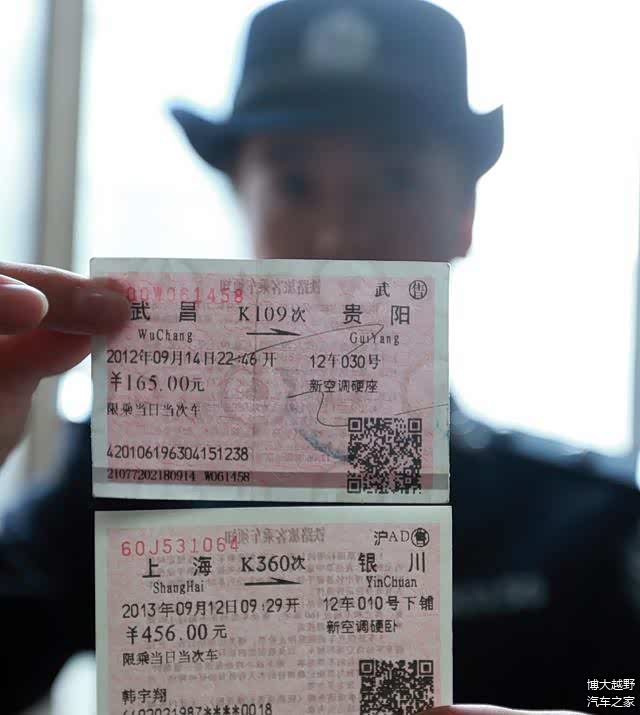 武 售
00W061458
武昌 K109次 贵阳
WuChang GuiYang
2012年09月14日22:46开 12车030号
￥165.00元 新空调硬座
限乘当日当次车
420106196304151238
21077202180914 W061458
沪AD 售
60J531064
上海 K360次 银川
ShangHai YinChuan
2013年09月12日09:29开 12车010号下铺
￥456.00元 新空调硬卧
限乘当日当次车
韩宇翔
博大越野
汽车之家